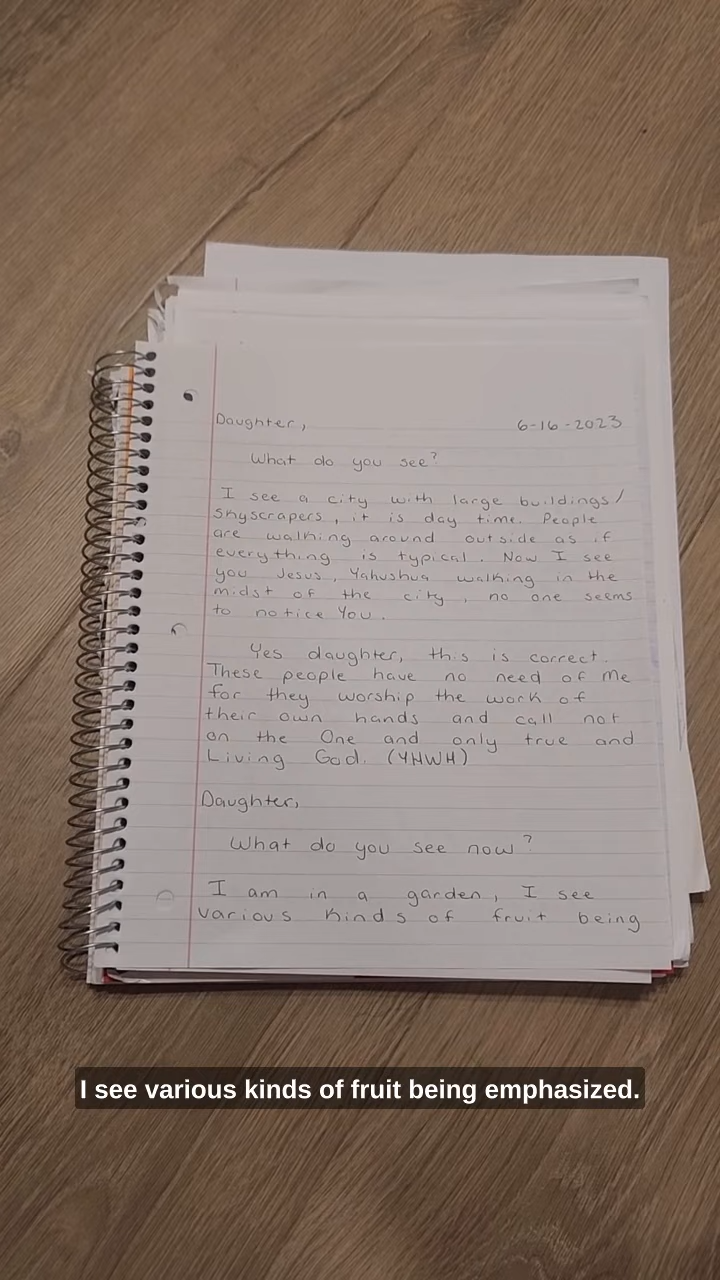 Daughter, 6-16-2023
What do you see?
I see a city with large buildings/
skyscrapers, it is day time. People
are walking around outside as if
everything is typical. Now I see
you Jesus, Yahushua walking in the
midst of the city, no one seems
to notice You.
Yes daughter, this is correct.
These people have no need of Me
for they worship the work of
their own hands and call not
on the One and only true and
Living God. (YHWH)
Daughter,
What do you see now?
I am in a garden, I see
various kinds of fruit being
I see various kinds of fruit being emphasized.